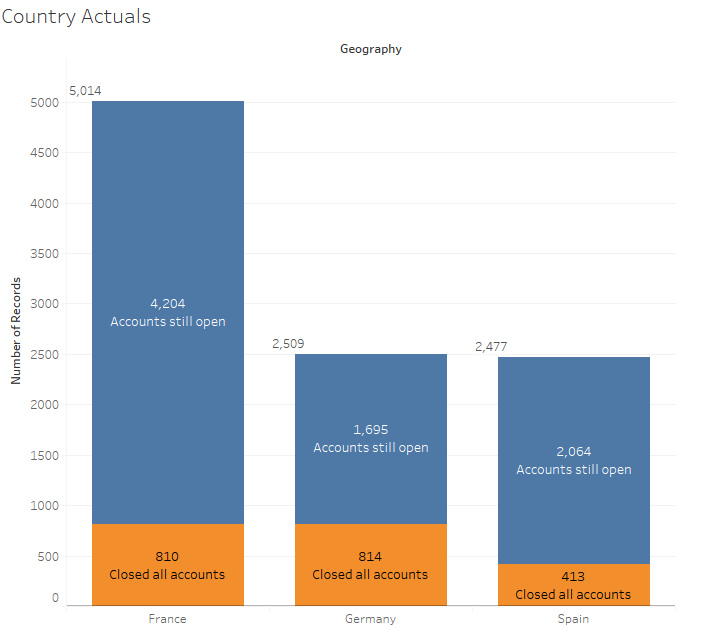 Country Actuals
Geography
Number of Records
5000
4500
4000
3500
3000
2500
2000
1500
1000
500
0
5,014
4,204
Accounts still open
810
Closed all accounts
France
2,509
1,695
Accounts still open
814
Closed all accounts
Germany
2,477
2,064
Accounts still open
413
Closed all accounts
Spain